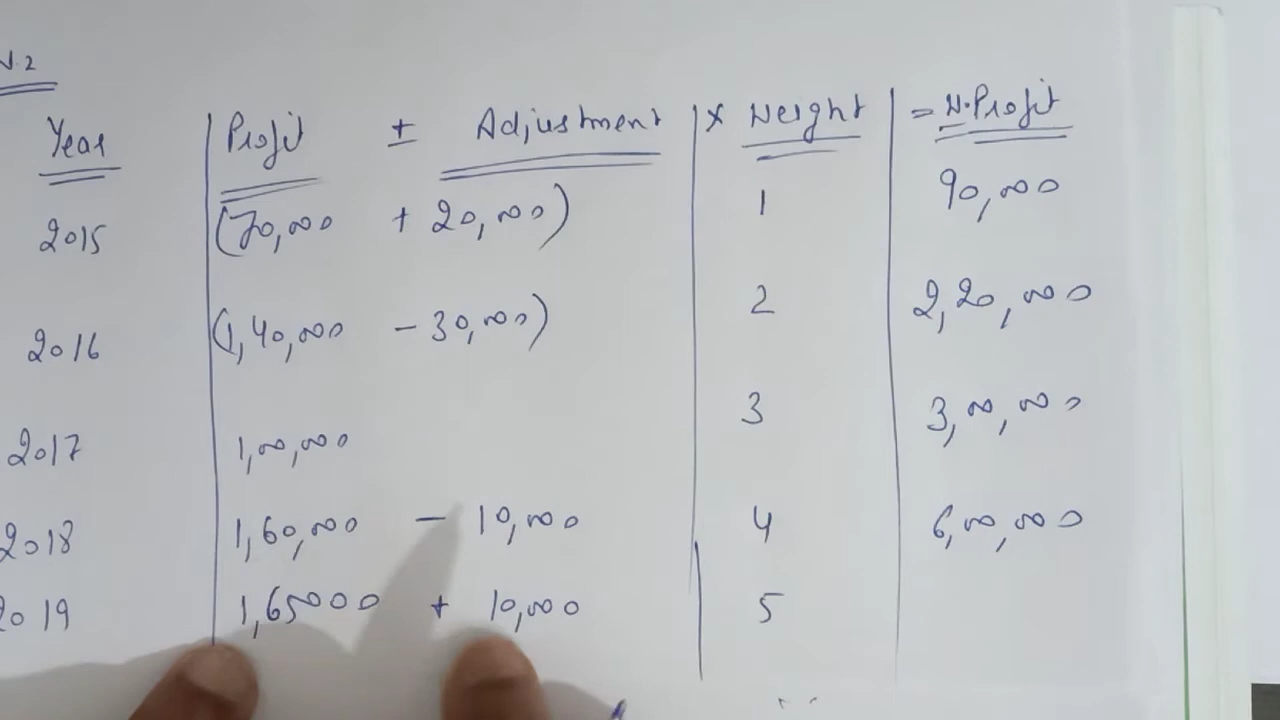 Year Profit ± Adjustment × Weight = N.Profit
2015 (70,000 + 20,000) 1 90,000
2016 (1,40,000 - 30,000) 2 2,20,000
2017 1,00,000 3 3,00,000
2018 1,60,000 - 10,000 4 6,00,000
2019 1,65000 + 10,000 5